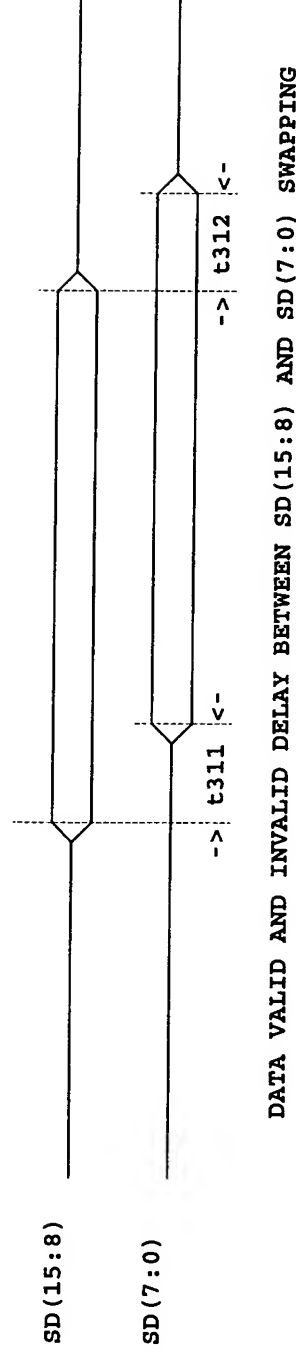 SD(15:8)
SD(7:0)
-> t311 <-
-> t312 <-
DATA VALID AND INVALID DELAY BETWEEN SD(15:8) AND SD(7:0) SWAPPING